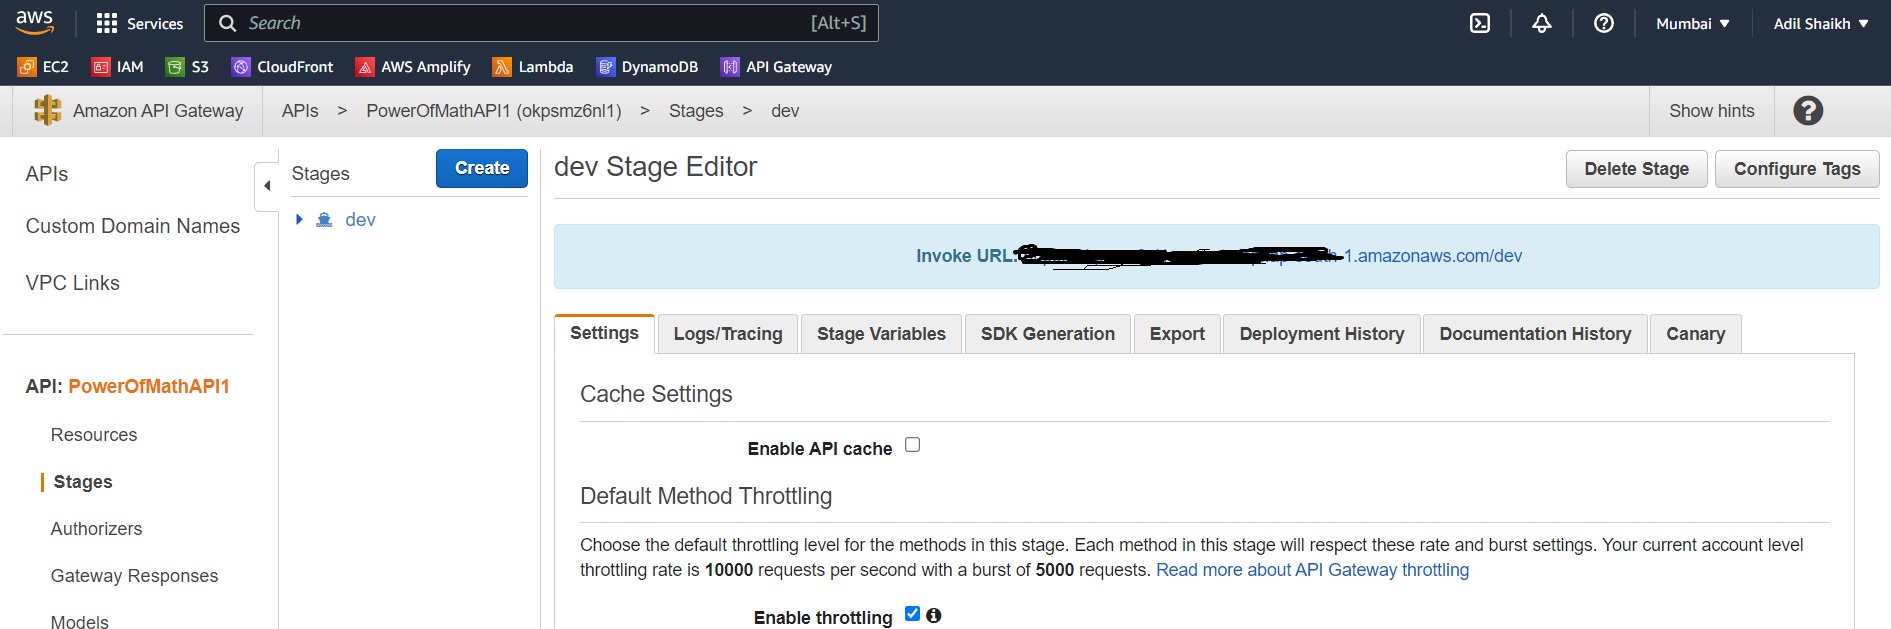 aws Services Search [Alt+S] Mumbai ▼ Adil Shaikh ▼
EC2 IAM S3 CloudFront AWS Amplify Lambda DynamoDB API Gateway
Amazon API Gateway APIs > PowerOfMathAPI1 (okpsmz6nl1) > Stages > dev Show hints
APIs
Custom Domain Names
VPC Links
API: PowerOfMathAPI1
Resources
Stages
Authorizers
Gateway Responses
Models
Stages Create
dev
dev Stage Editor Delete Stage Configure Tags
Invoke URL: -1.amazonaws.com/dev
Settings Logs/Tracing Stage Variables SDK Generation Export Deployment History Documentation History Canary
Cache Settings
Enable API cache
Default Method Throttling
Choose the default throttling level for the methods in this stage. Each method in this stage will respect these rate and burst settings. Your current account level
throttling rate is 10000 requests per second with a burst of 5000 requests. Read more about API Gateway throttling
Enable throttling